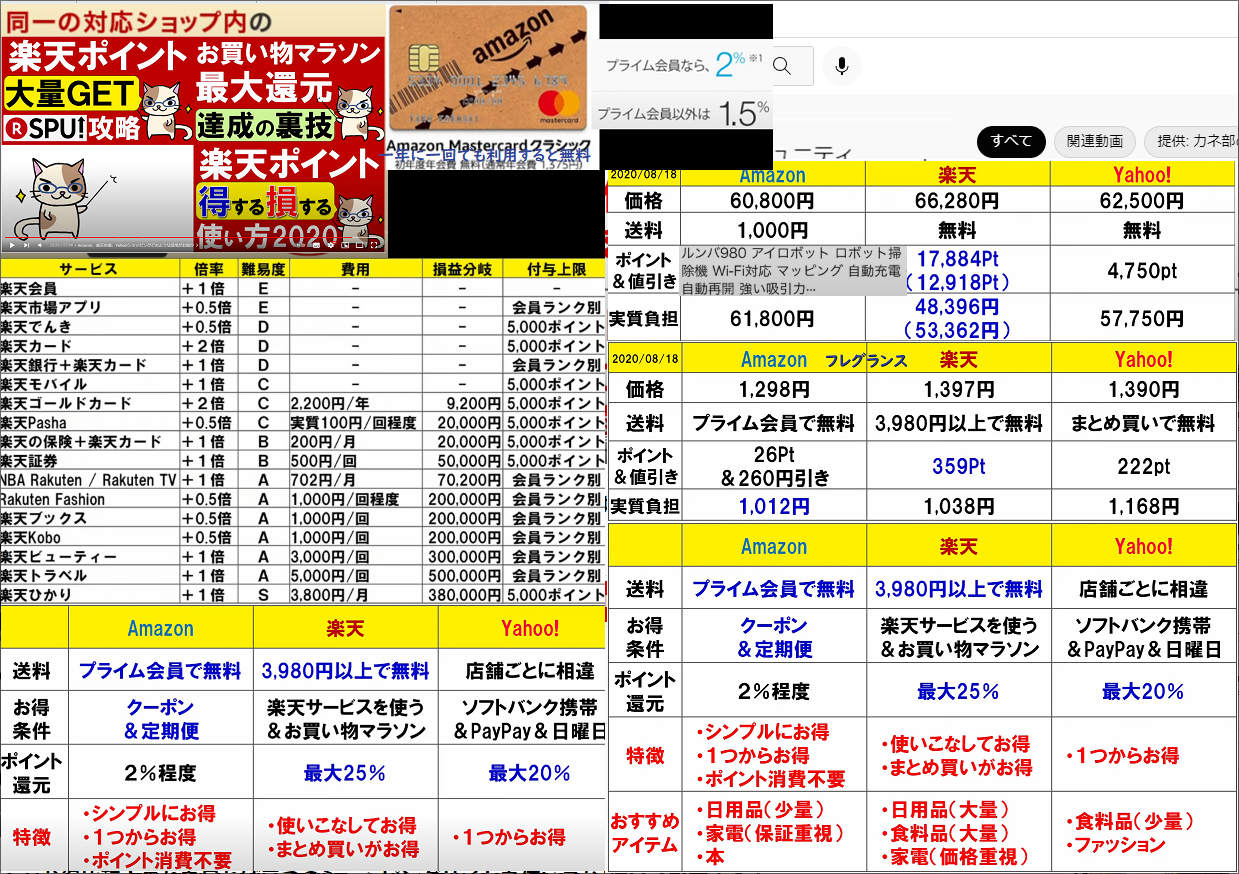 同一の対応ショップ内の
楽天ポイント
大量GET
R SPU!攻略
お買い物マラソン
最大還元
達成の裏技
楽天ポイント
得する損する
使い方2020
amazon
mastercard
Amazon Mastercard クラシック
一年に一回でも利用すると無料
初年度年会費 無料(通常年会費 1,375円)
プライム会員なら、2%※1
プライム会員以外は 1.5%
すべて 関連動画 提供: カネ部
サービス 倍率 難易度 費用 損益分岐 付与上限
楽天会員 +1倍 E - - -
楽天市場アプリ +0.5倍 E - - 会員ランク別
楽天でんき +0.5倍 D - - 5,000ポイント
楽天カード +2倍 D - - 5,000ポイント
楽天銀行+楽天カード +1倍 D - - 会員ランク別
楽天モバイル +1倍 C - - 5,000ポイント
楽天ゴールドカード +2倍 C 2,200円/年 9,200円 5,000ポイント
楽天Pasha +0.5倍 C 実質100円/回程度 20,000円 5,000ポイント
楽天の保険+楽天カード +1倍 B 200円/月 20,000円 5,000ポイント
楽天証券 +1倍 B 500円/回 50,000円 5,000ポイント
NBA Rakuten / Rakuten TV +1倍 A 702円/月 70,200円 会員ランク別
Rakuten Fashion +0.5倍 A 1,000円/回程度 200,000円 会員ランク別
楽天ブックス +0.5倍 A 1,000円/回 200,000円 会員ランク別
楽天Kobo +0.5倍 A 1,000円/回 200,000円 会員ランク別
楽天ビューティー +1倍 A 3,000円/回 300,000円 会員ランク別
楽天トラベル +1倍 A 5,000円/回 500,000円 会員ランク別
楽天ひかり +1倍 S 3,800円/月 380,000円 5,000ポイント
Amazon 楽天 Yahoo!
送料 プライム会員で無料 3,980円以上で無料 店舗ごとに相違
お得 クーポン 楽天サービスを使う ソフトバンク携帯
条件 &定期便 &お買い物マラソン &PayPay&日曜日
ポイント
還元 2%程度 最大25% 最大20%
・シンプルにお得
特徴 ・1つからお得 ・使いこなしてお得 ・1つからお得
・ポイント消費不要 ・まとめ買いがお得
2020/08/18 Amazon 楽天 Yahoo!
価格 60,800円 66,280円 62,500円
送料 1,000円 無料 無料
ポイント 17,884Pt 4,750pt
&値引き (12,918Pt)
ルンバ980 アイロボット ロボット掃
除機 Wi-Fi対応 マッピング 自動充電
自動再開 強い吸引力…
実質負担 61,800円 48,396円 57,750円
(53,362円)
2020/08/18 Amazon フレグランス 楽天 Yahoo!
価格 1,298円 1,397円 1,390円
送料 プライム会員で無料 3,980円以上で無料 まとめ買いで無料
ポイント 26Pt 359Pt 222pt
&値引き &260円引き
実質負担 1,012円 1,038円 1,168円
Amazon 楽天 Yahoo!
送料 プライム会員で無料 3,980円以上で無料 店舗ごとに相違
お得 クーポン 楽天サービスを使う ソフトバンク携帯
条件 &定期便 &お買い物マラソン &PayPay&日曜日
ポイント
還元 2%程度 最大25% 最大20%
・シンプルにお得
特徴 ・1つからお得 ・使いこなしてお得 ・1つからお得
・ポイント消費不要 ・まとめ買いがお得
おすすめ ・日用品(少量) ・日用品(大量) ・食料品(少量)
アイテム ・家電(保証重視) ・食料品(大量) ・ファッション
・本 ・家電(価格重視)